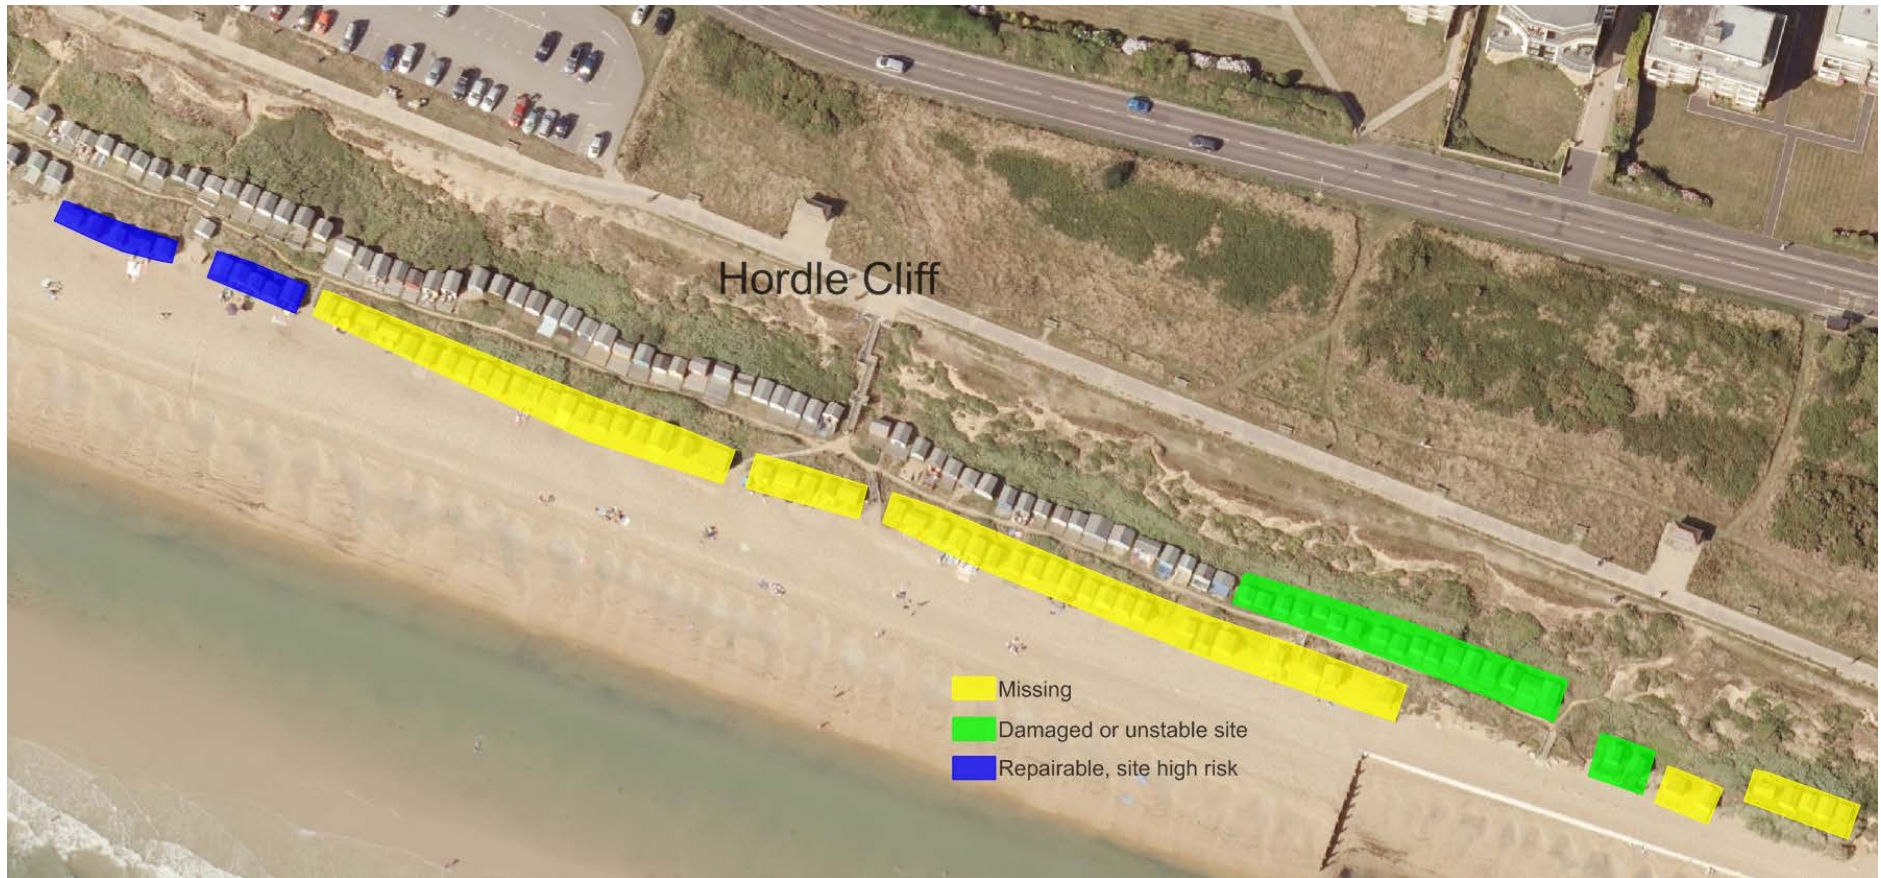 Hordle Cliff
Missing
Damaged or unstable site
Repairable, site high risk